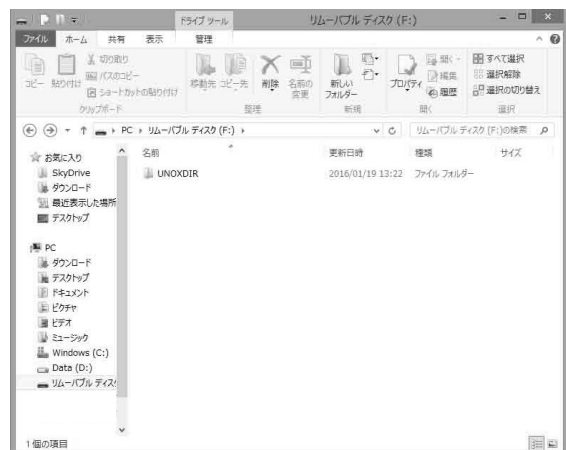 ドライブ ツール
リムーバブル ディスク (F:)
ファイル
ホーム
共有
表示
管理
コピー
貼り付け
切り取り
パスのコピー
ショートカットの貼り付け
クリップボード
移動先
コピー先
削除
名前の
変更
整理
新しい
フォルダー
新規
プロパティ
開く
編集
履歴
開く
すべて選択
選択解除
選択の切り替え
選択
PC
リムーバブル ディスク (F:)
リムーバブル ディスク (F:)の検索
名前
更新日時
種類
サイズ
UNOXDIR
2016/01/19 13:22
ファイル フォルダー
お気に入り
SkyDrive
ダウンロード
最近表示した場所
デスクトップ
PC
ダウンロード
デスクトップ
ドキュメント
ピクチャ
ビデオ
ミュージック
Windows (C:)
Data (D:)
リムーバブル ディスク
1 個の項目